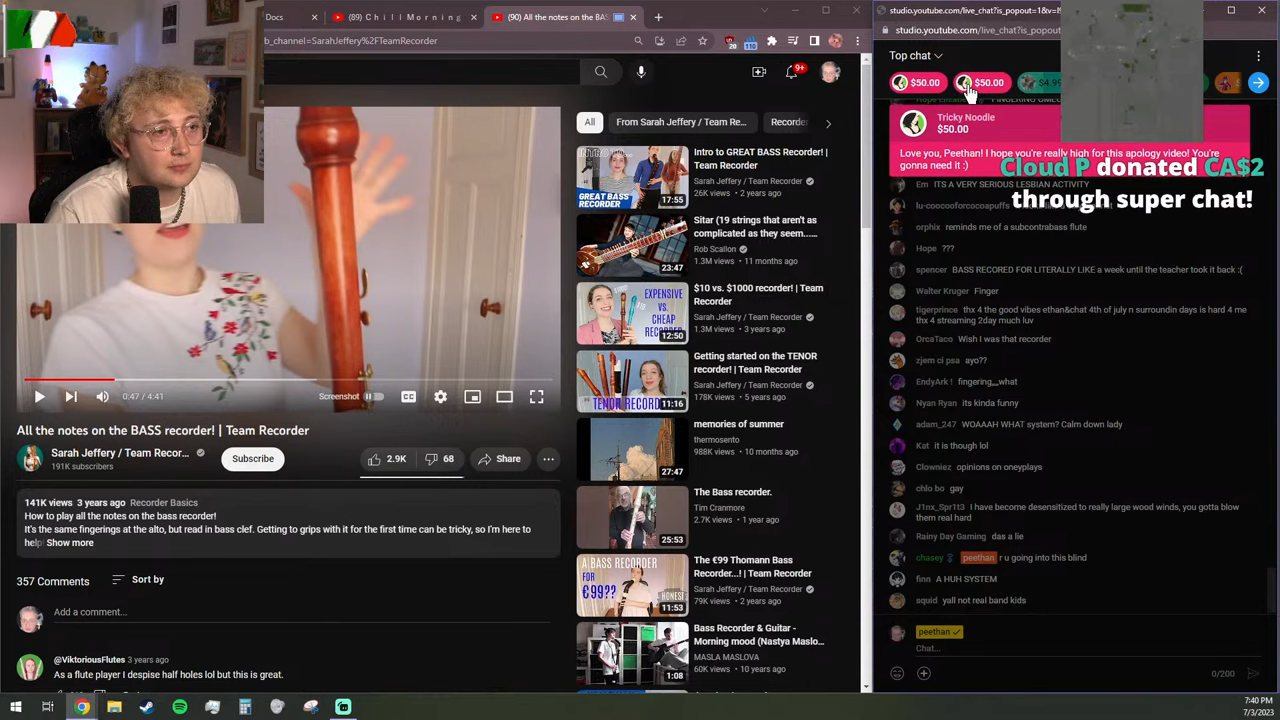 Docs
(89) C h i l l M o r n i n g
(90) All the notes on the BAS
b_channel=SarahJeffery%2FTeamRecorder
9+
All
From Sarah Jeffery / Team Re...
INTRO
GREAT BASS
RECORDER
17:55
Intro to GREAT BASS Recorder! |
Team Recorder
Sarah Jeffery / Team Recorder
26K views • 2 years ago
23:47
Sitar (19 strings that aren't as
complicated as they seem.....
Rob Scallon
1.3M views • 11 months ago
EXPENSIVE
VS.
CHEAP
12:50
$10 vs. $1000 recorder! | Team
Recorder
Sarah Jeffery / Team Recorder
1.3M views • 3 years ago
11:16
Getting started on the TENOR
recorder! | Team Recorder
Sarah Jeffery / Team Recorder
178K views • 5 years ago
27:47
memories of summer
thermosento
988K views • 10 months ago
25:53
The Bass recorder.
Tim Cranmore
2.7K views • 1 year ago
A BASS RECORDER
FOR
€99??
11:53
The €99 Thomann Bass
Recorder...! | Team Recorder
Sarah Jeffery / Team Recorder
79K views • 2 years ago
1:08
Bass Recorder & Guitar -
Morning mood (Nastya Maslo...
MASLA MASLOVA
60K views • 10 years ago
0:47 / 4:41
Screenshot
All the notes on the BASS recorder! | Team Recorder
Sarah Jeffery / Team Recor...
191K subscribers
Subscribe
2.9K
68
Share
141K views 3 years ago Recorder Basics
How to play all the notes on the bass recorder!
It's the same fingerings at the alto, but read in bass clef. Getting to grips with it for the first time can be tricky, so I'm here to
help! Show more
357 Comments
Sort by
Add a comment...
@ViktoriousFlutes 3 years ago
As a flute player I despise half holes lol but this is great.
studio.youtube.com/live_chat?is_popout=1&v=
studio.youtube.com/live_chat?is_popout
Top chat
$50.00
$50.00
$4.99
Tricky Noodle
$50.00
Love you, Peethan! I hope you're really high for this apology video! You're
gonna need it :)
Cloud P donated CA$2
through super chat!
Em ITS A VERY SERIOUS LESBIAN ACTIVITY
lu-coocooforcocoapuffs
orphix reminds me of a subcontrabass flute
Hope ???
spencer BASS RECORED FOR LITERALLY LIKE a week until the teacher took it back :(
Walter Kruger Finger
tigerprince thx 4 the good vibes ethan&chat 4th of july n surroundin days is hard 4 me
thx 4 streaming 2day much luv
OrcaTaco Wish I was that recorder
zjem ci psa ayo??
EndyArk ! fingering,,,,what
Nyan Ryan its kinda funny
adam_247 WOAAAH WHAT system? Calm down lady
Kat it is though lol
Clowniez opinions on oneyplays
chlo bo gay
J1nx_Spr1t3 I have become desensitized to really large wood winds, you gotta blow
them real hard
Rainy Day Gaming das a lie
chasey peethan r u going into this blind
finn A HUH SYSTEM
squid yall not real band kids
peethan
Chat...
0/200
7:40 PM
7/3/2023